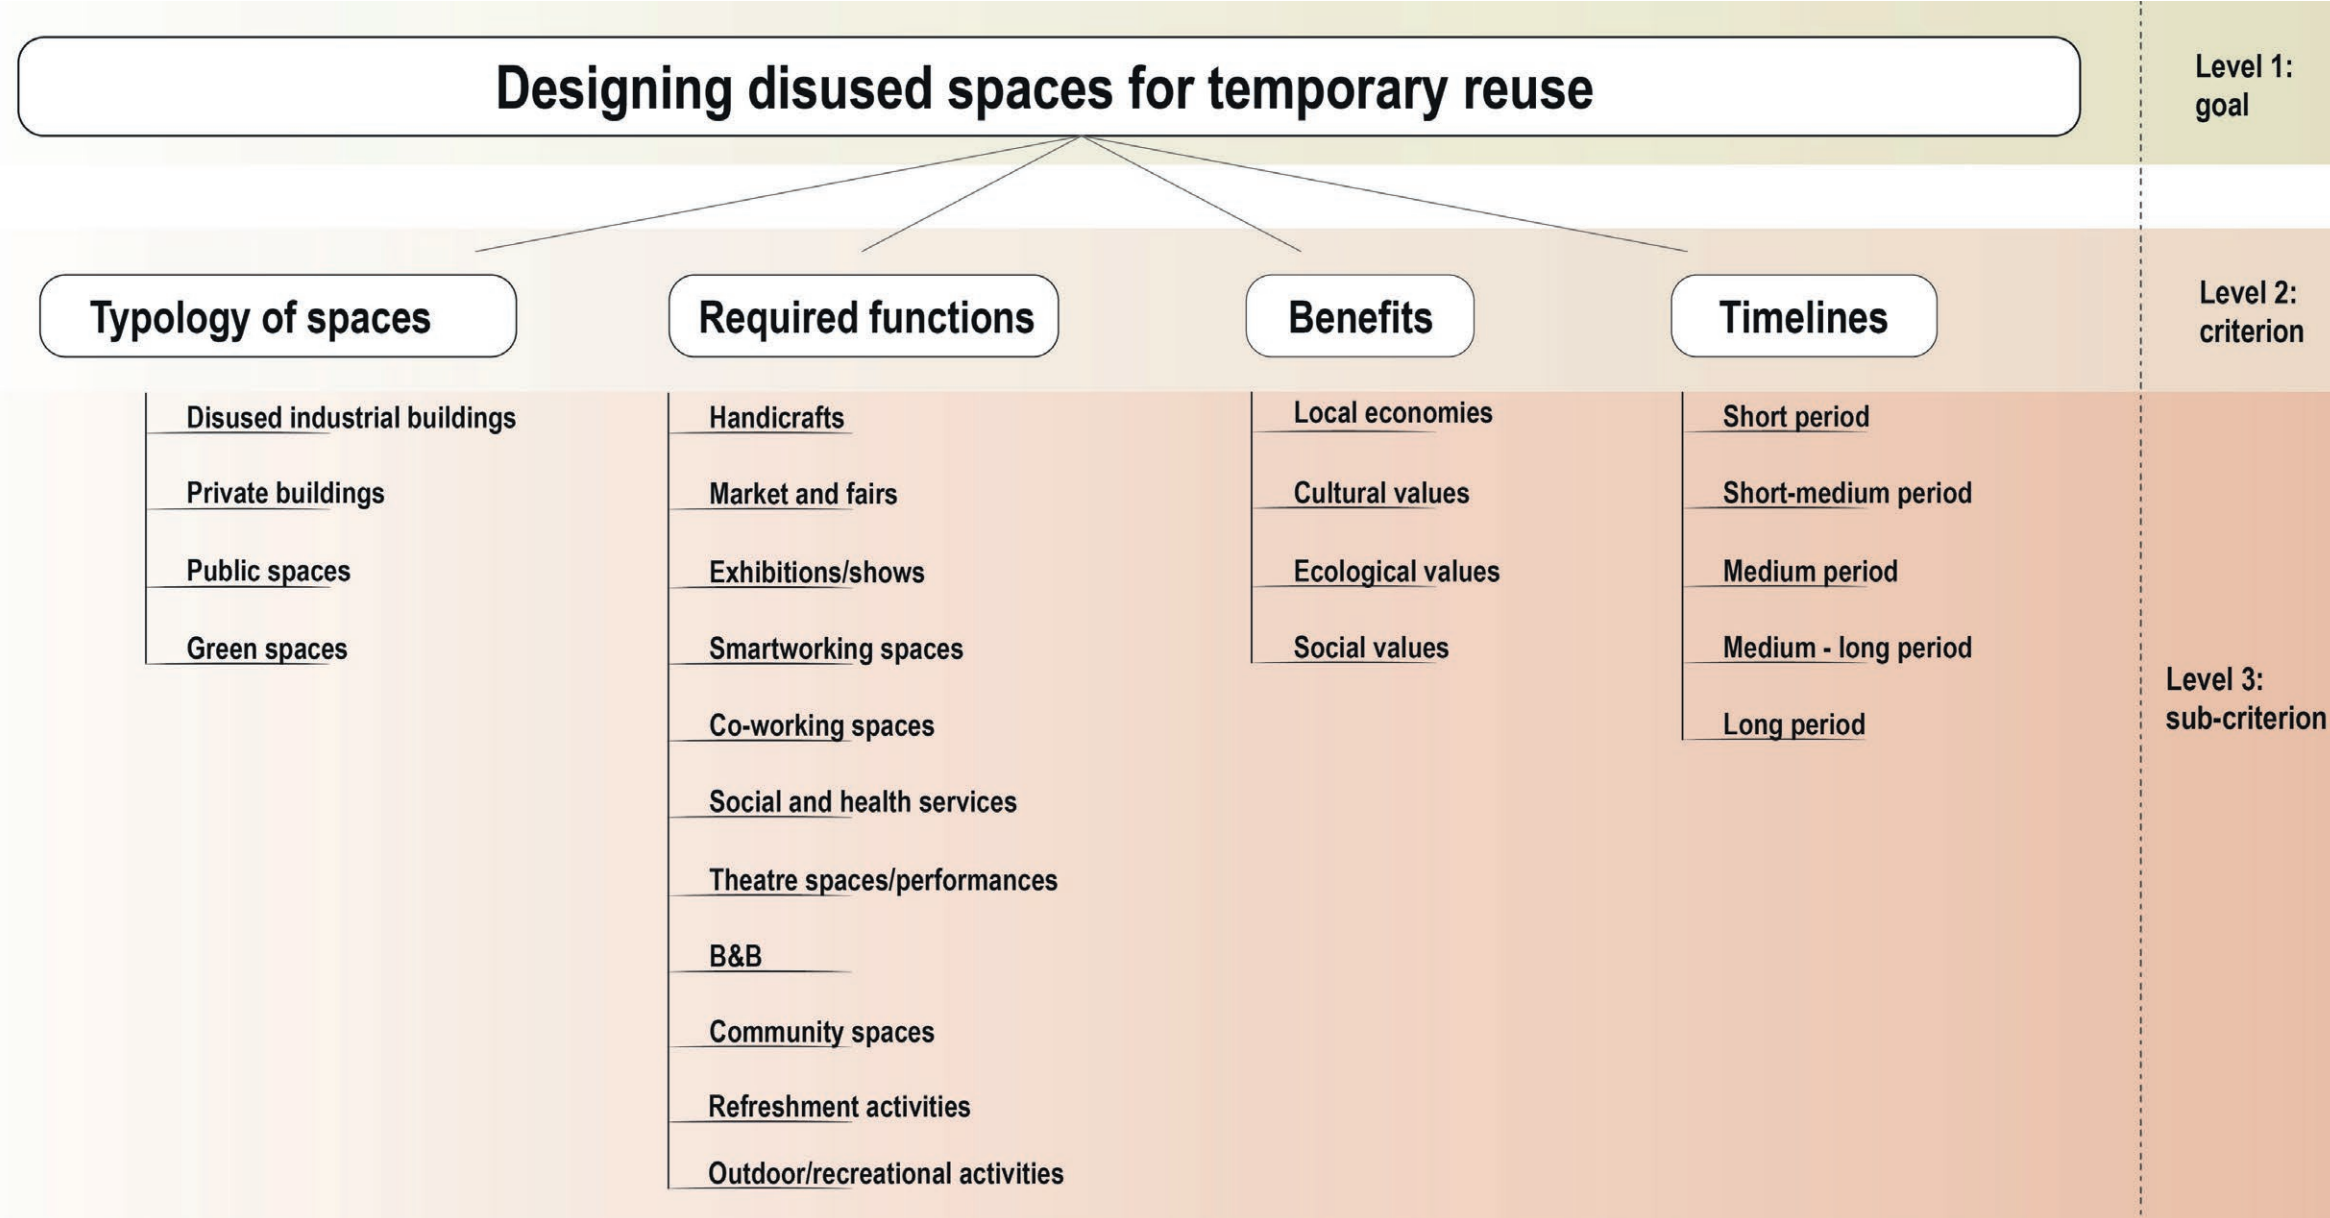 Designing disused spaces for temporary reuse
Level 1:
goal
Typology of spaces
Required functions
Benefits
Timelines
Level 2:
criterion
Disused industrial buildings
Private buildings
Public spaces
Green spaces
Handicrafts
Market and fairs
Exhibitions/shows
Smartworking spaces
Co-working spaces
Social and health services
Theatre spaces/performances
B&B
Community spaces
Refreshment activities
Outdoor/recreational activities
Local economies
Cultural values
Ecological values
Social values
Short period
Short-medium period
Medium period
Medium - long period
Long period
Level 3:
sub-criterion